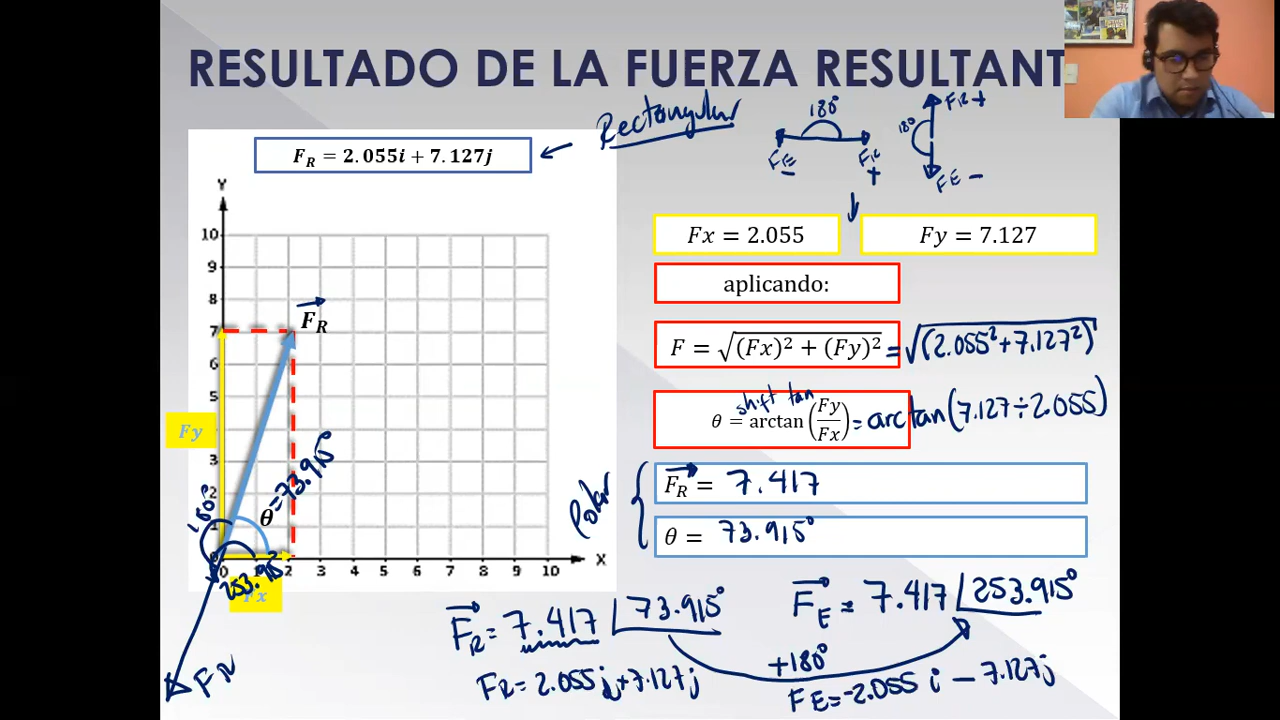 RESULTADO DE LA FUERZA RESULTANT
Rectangular
180°
FE
-
FR
+
180°
FR +
FE -
F_R = 2.055i + 7.127j
Y
10
9
8
7
6
5
4
3
2
1
0
1
2
3
4
5
6
7
8
9
10
X
F_R
Fy
Fx
θ = 73.915°
180°
253.95°
FR
Fx = 2.055
Fy = 7.127
aplicando:
F = √(Fx)² + (Fy)² = √(2.055² + 7.127²)
shift tan
θ = arctan(Fy/Fx) = arctan(7.127 ÷ 2.055)
Polar
F_R = 7.417
θ = 73.915°
F_R = 7.417 |73.915°
F_E = 7.417 |253.915°
+180°
FR = 2.055i + 7.127j
FE = -2.055 i - 7.127j